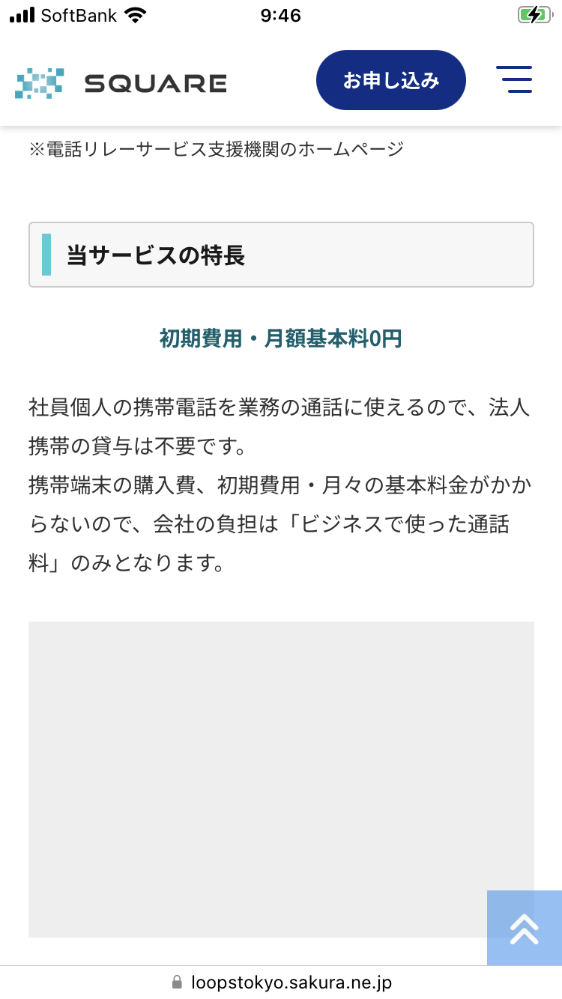 SoftBank 9:46
SQUARE お申し込み
※電話リレーサービス支援機関のホームページ
当サービスの特長
初期費用・月額基本料0円
社員個人の携帯電話を業務の通話に使えるので、法人
携帯の貸与は不要です。
携帯端末の購入費、初期費用・月々の基本料金がかか
らないので、会社の負担は「ビジネスで使った通話
料」のみとなります。
loopstokyo.sakura.ne.jp